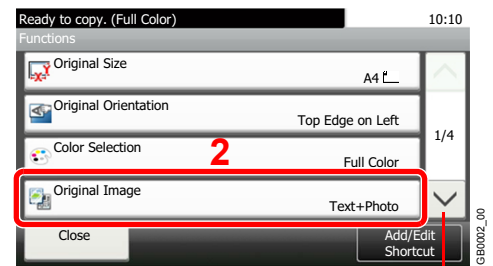 Ready to copy. (Full Color) 10:10
Functions
Original Size
A4
Original Orientation
Top Edge on Left
1/4
Color Selection
2
Full Color
Original Image
Text+Photo
Close
Add/Edit
Shortcut
GB0002_00